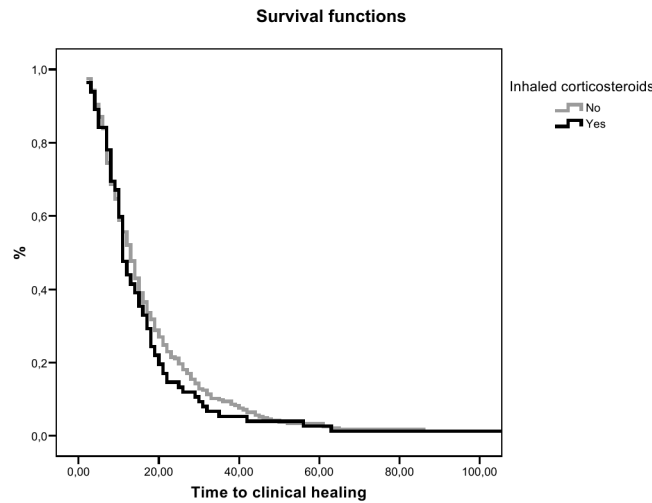 Survival functions
Inhaled corticosteroids
No
Yes
1,0
0,8
0,6
0,4
0,2
0,0
%
0,00 20,00 40,00 60,00 80,00 100,00
Time to clinical healing